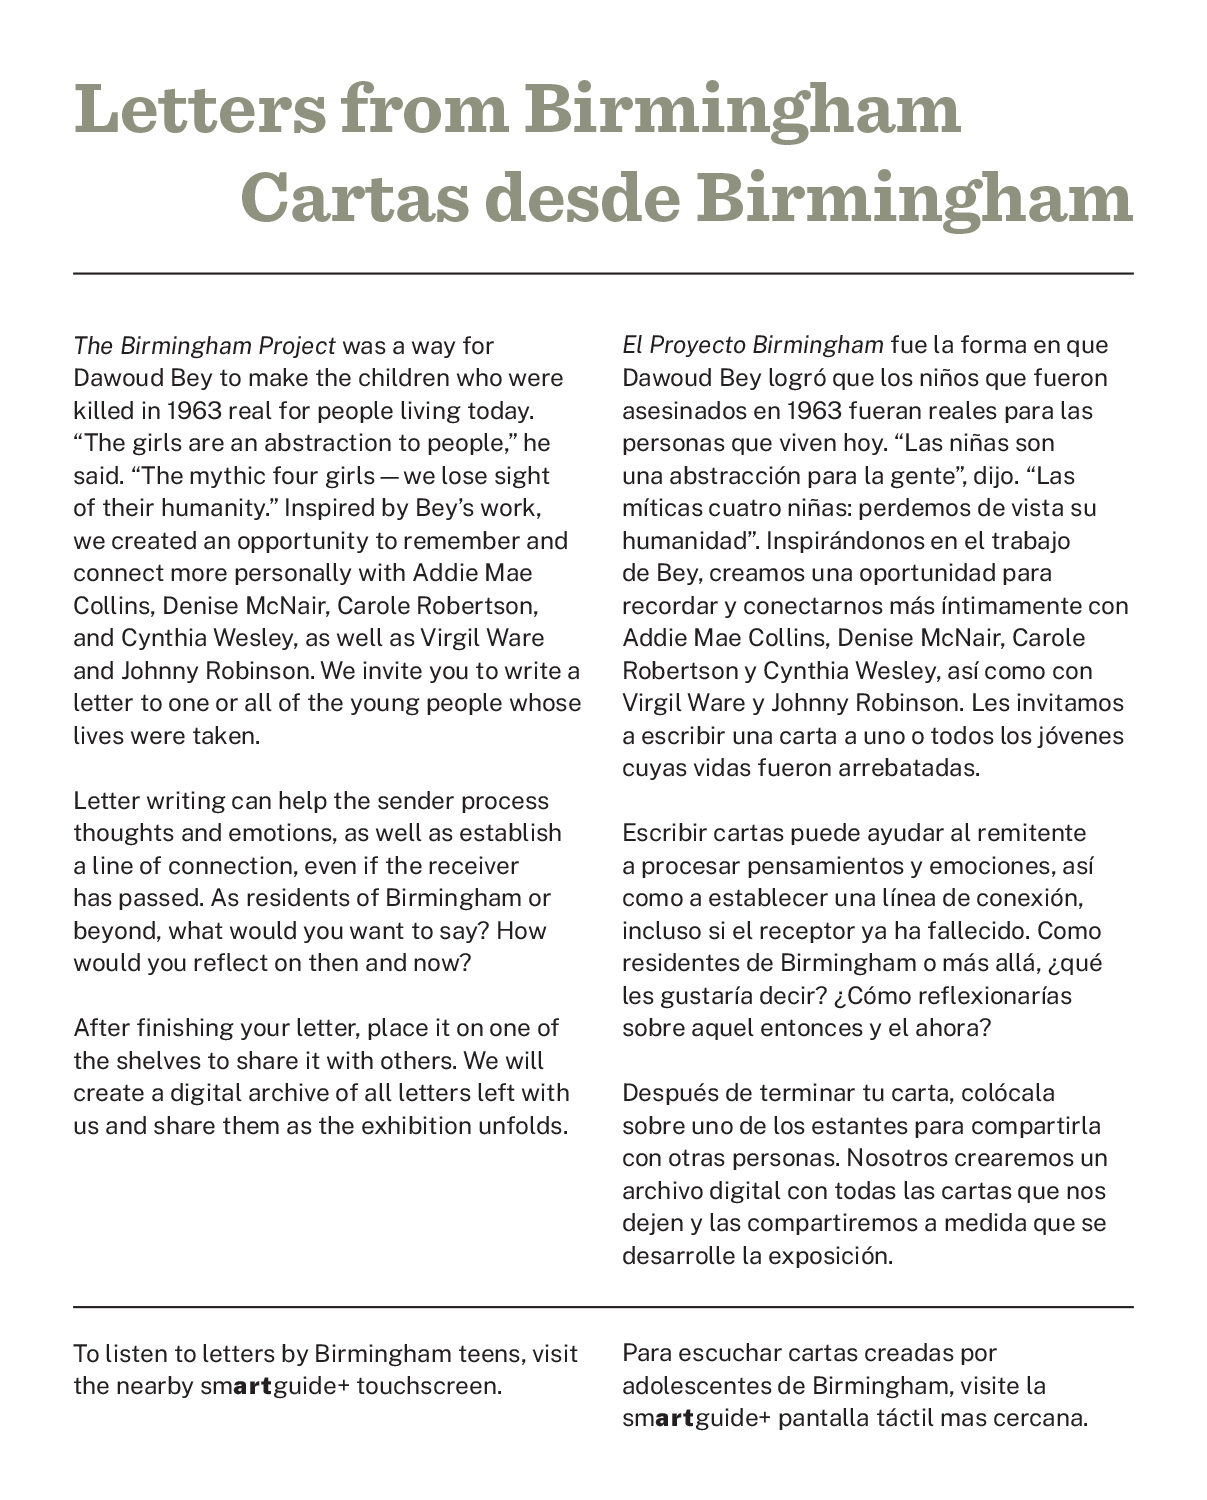 Letters from Birmingham
Cartas desde Birmingham
The Birmingham Project was a way for
Dawoud Bey to make the children who were
killed in 1963 real for people living today.
“The girls are an abstraction to people,” he
said. “The mythic four girls — we lose sight
of their humanity.” Inspired by Bey’s work,
we created an opportunity to remember and
connect more personally with Addie Mae
Collins, Denise McNair, Carole Robertson,
and Cynthia Wesley, as well as Virgil Ware
and Johnny Robinson. We invite you to write a
letter to one or all of the young people whose
lives were taken.
Letter writing can help the sender process
thoughts and emotions, as well as establish
a line of connection, even if the receiver
has passed. As residents of Birmingham or
beyond, what would you want to say? How
would you reflect on then and now?
After finishing your letter, place it on one of
the shelves to share it with others. We will
create a digital archive of all letters left with
us and share them as the exhibition unfolds.
El Proyecto Birmingham fue la forma en que
Dawoud Bey logró que los niños que fueron
asesinados en 1963 fueran reales para las
personas que viven hoy. “Las niñas son
una abstracción para la gente”, dijo. “Las
míticas cuatro niñas: perdemos de vista su
humanidad”. Inspirándonos en el trabajo
de Bey, creamos una oportunidad para
recordar y conectarnos más íntimamente con
Addie Mae Collins, Denise McNair, Carole
Robertson y Cynthia Wesley, así como con
Virgil Ware y Johnny Robinson. Les invitamos
a escribir una carta a uno o todos los jóvenes
cuyas vidas fueron arrebatadas.
Escribir cartas puede ayudar al remitente
a procesar pensamientos y emociones, así
como a establecer una línea de conexión,
incluso si el receptor ya ha fallecido. Como
residentes de Birmingham o más allá, ¿qué
les gustaría decir? ¿Cómo reflexionarías
sobre aquel entonces y el ahora?
Después de terminar tu carta, colócala
sobre uno de los estantes para compartirla
con otras personas. Nosotros crearemos un
archivo digital con todas las cartas que nos
dejen y las compartiremos a medida que se
desarrolle la exposición.
To listen to letters by Birmingham teens, visit
the nearby smartguide+ touchscreen.
Para escuchar cartas creadas por
adolescentes de Birmingham, visite la
smartguide+ pantalla táctil mas cercana.